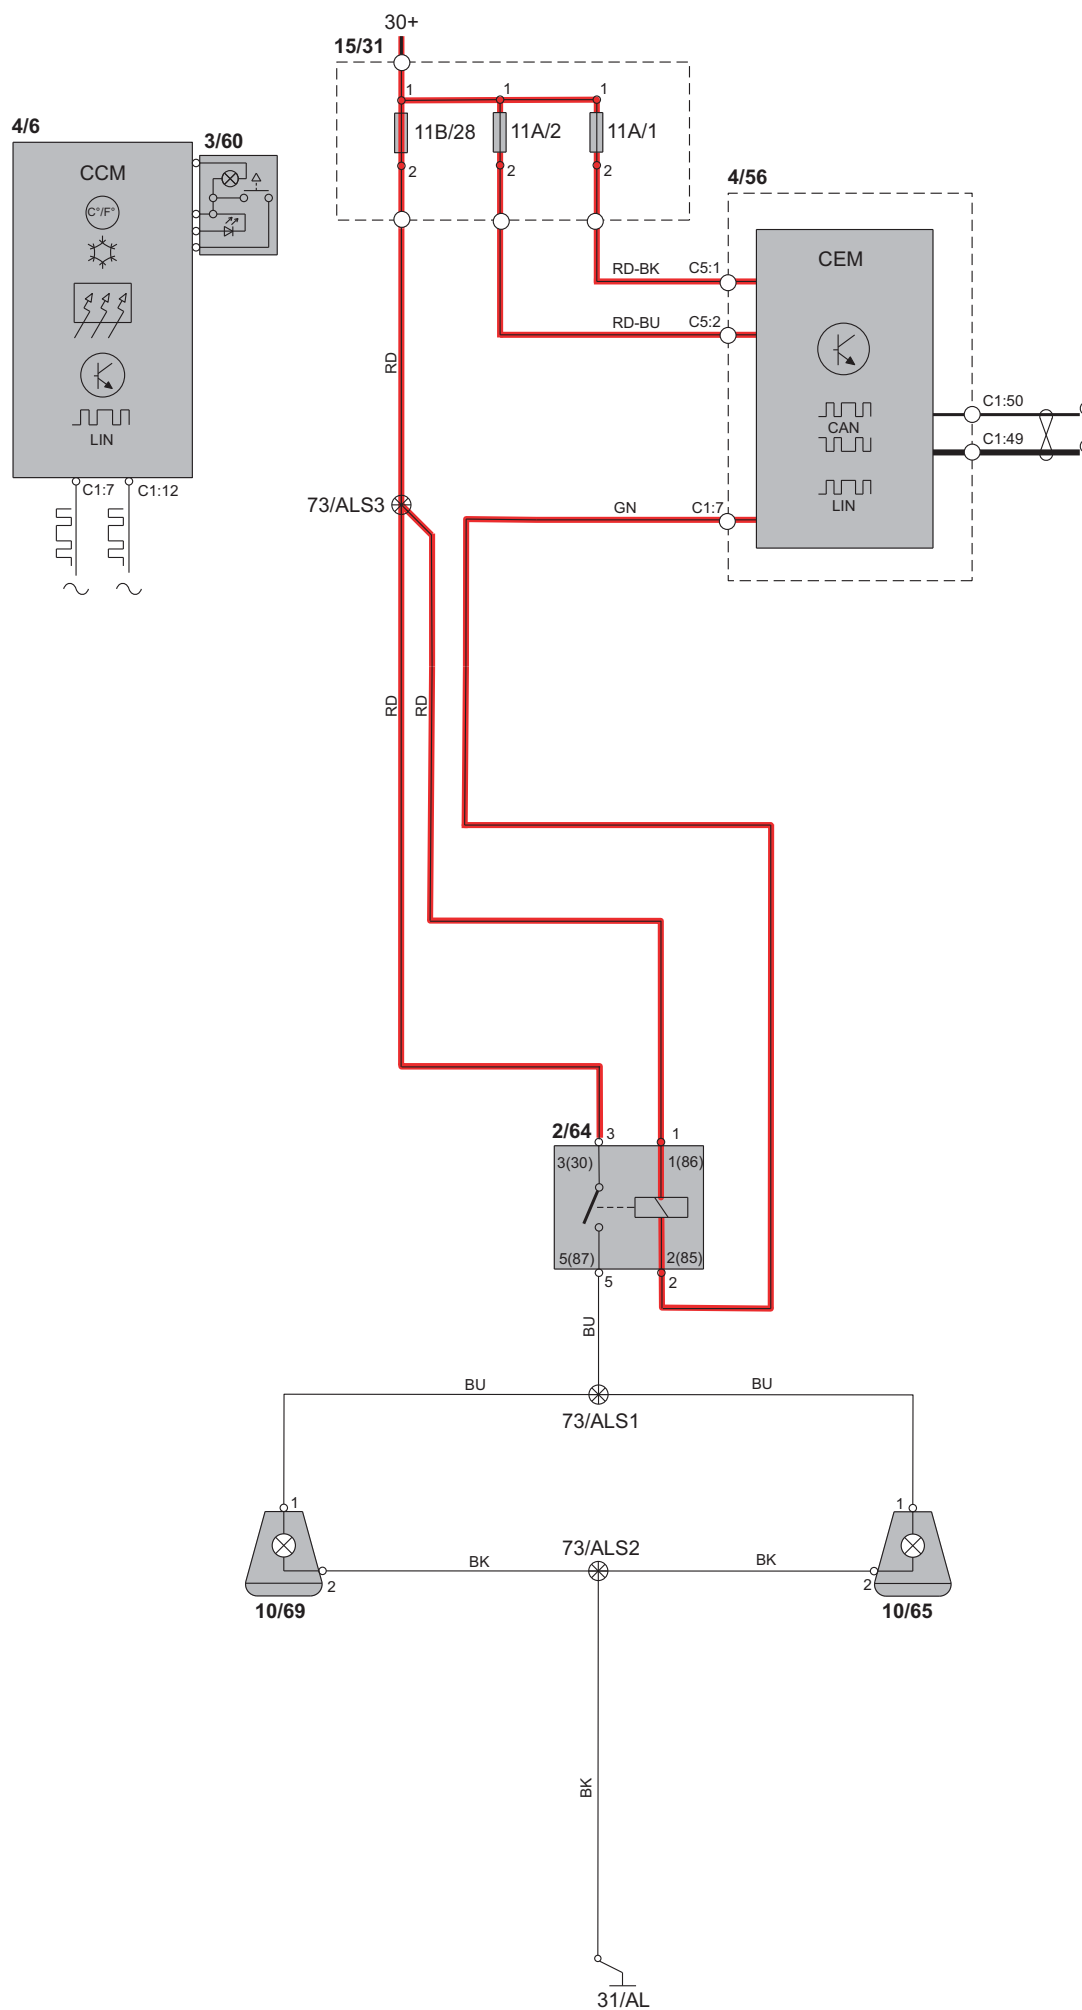 30+
15/31
1 1 1
11B/28 11A/2 11A/1
2 2 2
4/6
3/60
CCM
C°/F°
LIN
C1:7 C1:12
4/56
CEM
RD-BK C5:1
RD-BU C5:2
RD
C1:50
CAN
C1:49
LIN
73/ALS3
GN C1:7
RD RD
2/64 3 1
3(30) 1(86)
5(87) 2(85)
5 2
BU
BU BU
73/ALS1
1 1
73/ALS2
BK BK
2 2
10/69 10/65
BK
31/AL